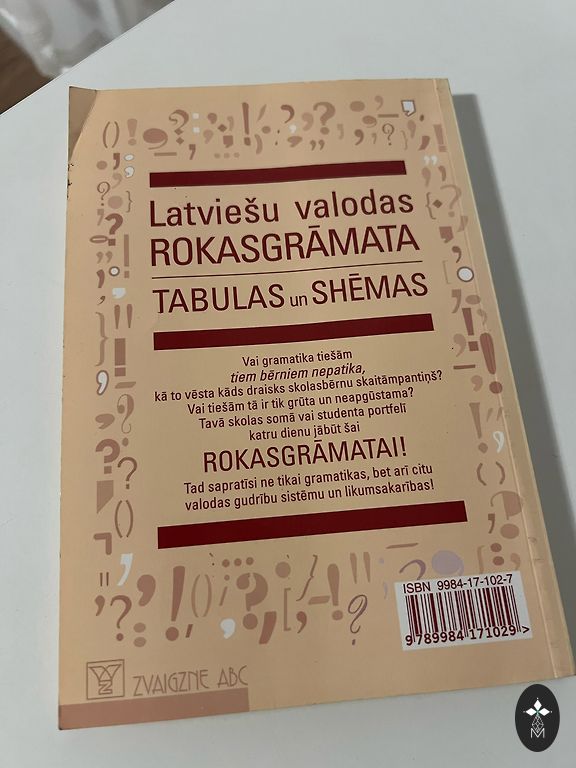 Latviešu valodas
ROKASGRĀMATA
TABULAS un SHĒMAS
Vai gramatika tiešām
tiem bērniem nepatika,
kā to vēsta kāds draisks skolasbērnu skaitāmpantiņš?
Vai tiešām tā ir tik grūta un neapgūstama?
Tavā skolas somā vai studenta portfelī
katru dienu jābūt šai
ROKASGRĀMATAI!
Tad sapratīsi ne tikai gramatikas, bet arī citu
valodas gudrību sistēmu un likumsakarības!
ISBN 9984-17-102-7
9 789984 171029 >
ZVAIGZNE ABC
M